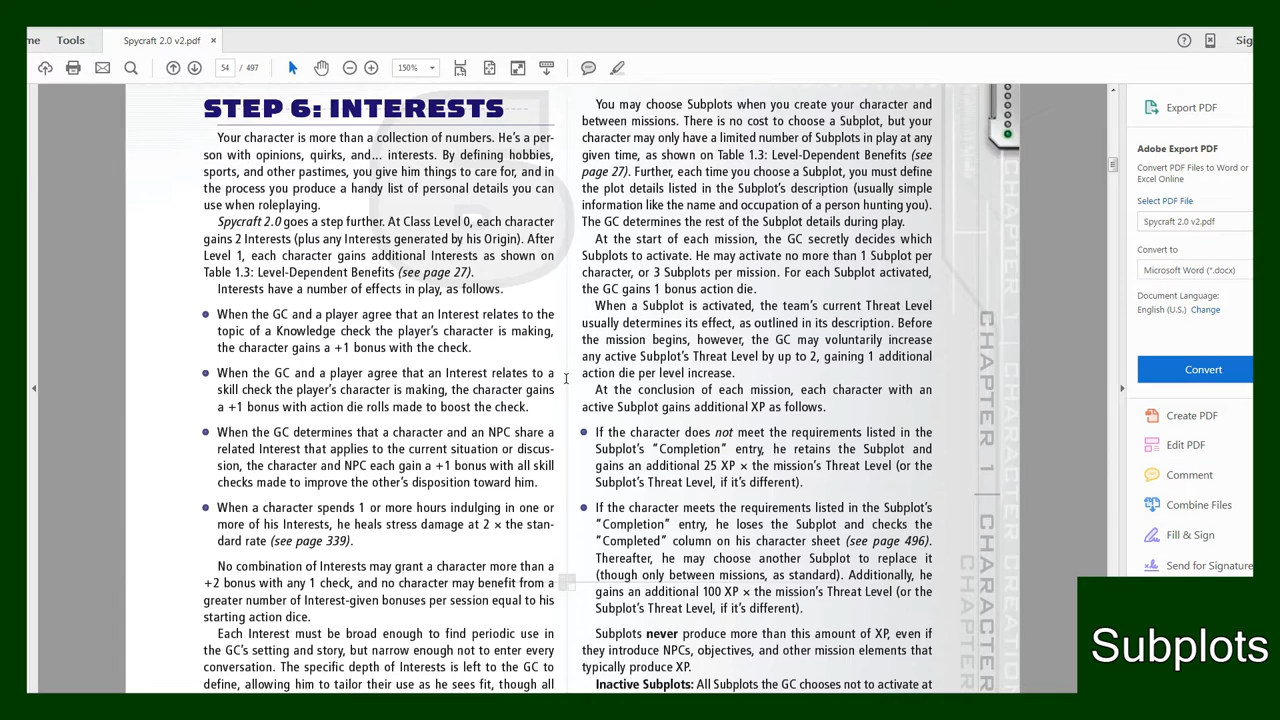 me
Tools
Spycraft 2.0 v2.pdf
×
Sig
54 / 497
150%
STEP 6: INTERESTS
Your character is more than a collection of numbers. He's a per-
son with opinions, quirks, and... interests. By defining hobbies,
sports, and other pastimes, you give him things to care for, and in
the process you produce a handy list of personal details you can
use when roleplaying.
Spycraft 2.0 goes a step further. At Class Level 0, each character
gains 2 Interests (plus any Interests generated by his Origin). After
Level 1, each character gains additional Interests as shown on
Table 1.3: Level-Dependent Benefits (see page 27).
Interests have a number of effects in play, as follows.
When the GC and a player agree that an Interest relates to the
topic of a Knowledge check the player's character is making,
the character gains a +1 bonus with the check.
When the GC and a player agree that an Interest relates to a
skill check the player's character is making, the character gains
a +1 bonus with action die rolls made to boost the check.
When the GC determines that a character and an NPC share a
related Interest that applies to the current situation or discus-
sion, the character and NPC each gain a +1 bonus with all skill
checks made to improve the other's disposition toward him.
When a character spends 1 or more hours indulging in one or
more of his Interests, he heals stress damage at 2 × the stan-
dard rate (see page 339).
No combination of Interests may grant a character more than a
+2 bonus with any 1 check, and no character may benefit from a
greater number of Interest-given bonuses per session equal to his
starting action dice.
Each Interest must be broad enough to find periodic use in
the GC's setting and story, but narrow enough not to enter every
conversation. The specific depth of Interests is left to the GC to
define, allowing him to tailor their use as he sees fit, though all
You may choose Subplots when you create your character and
between missions. There is no cost to choose a Subplot, but your
character may only have a limited number of Subplots in play at any
given time, as shown on Table 1.3: Level-Dependent Benefits (see
page 27). Further, each time you choose a Subplot, you must define
the plot details listed in the Subplot's description (usually simple
information like the name and occupation of a person hunting you).
The GC determines the rest of the Subplot details during play.
At the start of each mission, the GC secretly decides which
Subplots to activate. He may activate no more than 1 Subplot per
character, or 3 Subplots per mission. For each Subplot activated,
the GC gains 1 bonus action die.
When a Subplot is activated, the team's current Threat Level
usually determines its effect, as outlined in its description. Before
the mission begins, however, the GC may voluntarily increase
any active Subplot's Threat Level by up to 2, gaining 1 additional
action die per level increase.
At the conclusion of each mission, each character with an
active Subplot gains additional XP as follows.
If the character does not meet the requirements listed in the
Subplot's "Completion" entry, he retains the Subplot and
gains an additional 25 XP × the mission's Threat Level (or the
Subplot's Threat Level, if it's different).
If the character meets the requirements listed in the Subplot's
"Completion" entry, he loses the Subplot and checks the
"Completed" column on his character sheet (see page 496).
Thereafter, he may choose another Subplot to replace it
(though only between missions, as standard). Additionally, he
gains an additional 100 XP × the mission's Threat Level (or the
Subplot's Threat Level, if it's different).
Subplots never produce more than this amount of XP, even if
they introduce NPCs, objectives, and other mission elements that
typically produce XP.
Inactive Subplots: All Subplots the GC chooses not to activate at
CHAPTER 1
CHAPTER
CHAPTER CREATION
Export PDF
Adobe Export PDF
Convert PDF Files to Word or
Excel Online
Select PDF File
Spycraft 2.0 v2.pdf
Convert to
Microsoft Word (*.docx)
Document Language:
English (U.S.) Change
Convert
Create PDF
Edit PDF
Comment
Combine Files
Fill & Sign
Send for Signature
Subplots